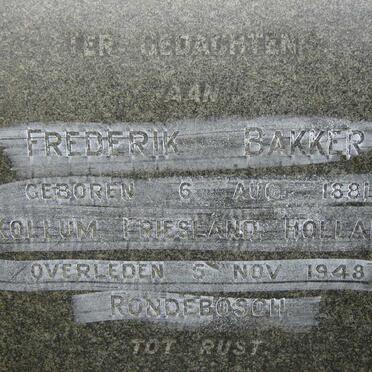 TER GEDACHTENIS
AAN
FREDERIK BAKKER
GEBOREN 6 AUG. 1881
KOLLUM FRIESLAND HOLLAND
OVERLEDEN 5 NOV 1948
RONDEBOSCH
TOT RUST